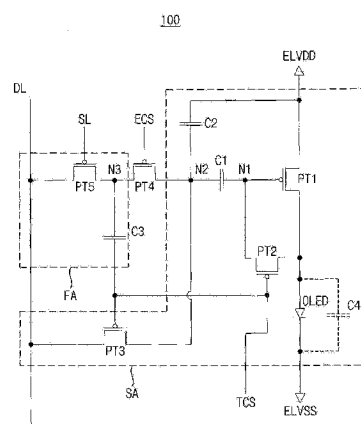 100
ELVDD
DL
SL
ECS
C2
C1
N3
N2
N1
PT5
PT4
PT1
C3
PT2
OLED
C4
FA
PT3
SA
TCS
ELVSS